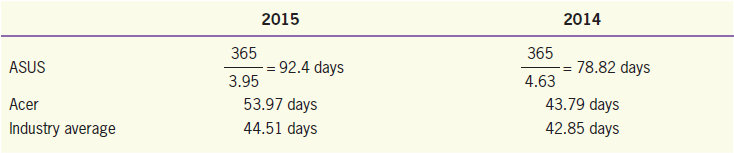 2015 2014
ASUS 365/3.95 = 92.4 days 365/4.63 = 78.82 days
Acer 53.97 days 43.79 days
Industry average 44.51 days 42.85 days